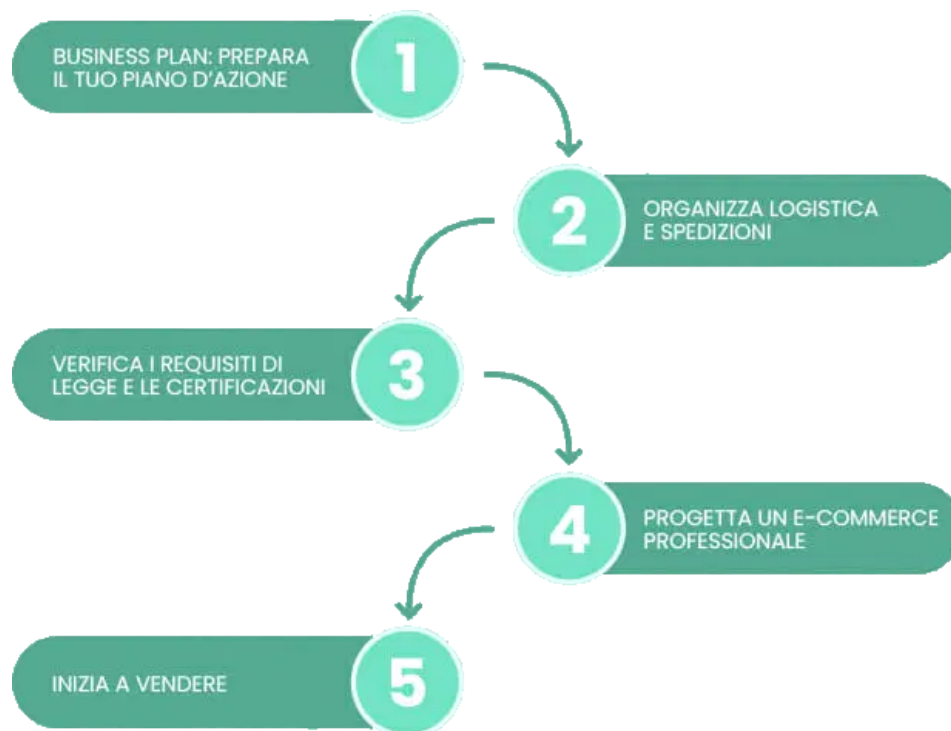 BUSINESS PLAN: PREPARA
IL TUO PIANO D'AZIONE
1
2
ORGANIZZA LOGISTICA
E SPEDIZIONI
VERIFICA I REQUISITI DI
LEGGE E LE CERTIFICAZIONI
3
4
PROGETTA UN E-COMMERCE
PROFESSIONALE
INIZIA A VENDERE
5